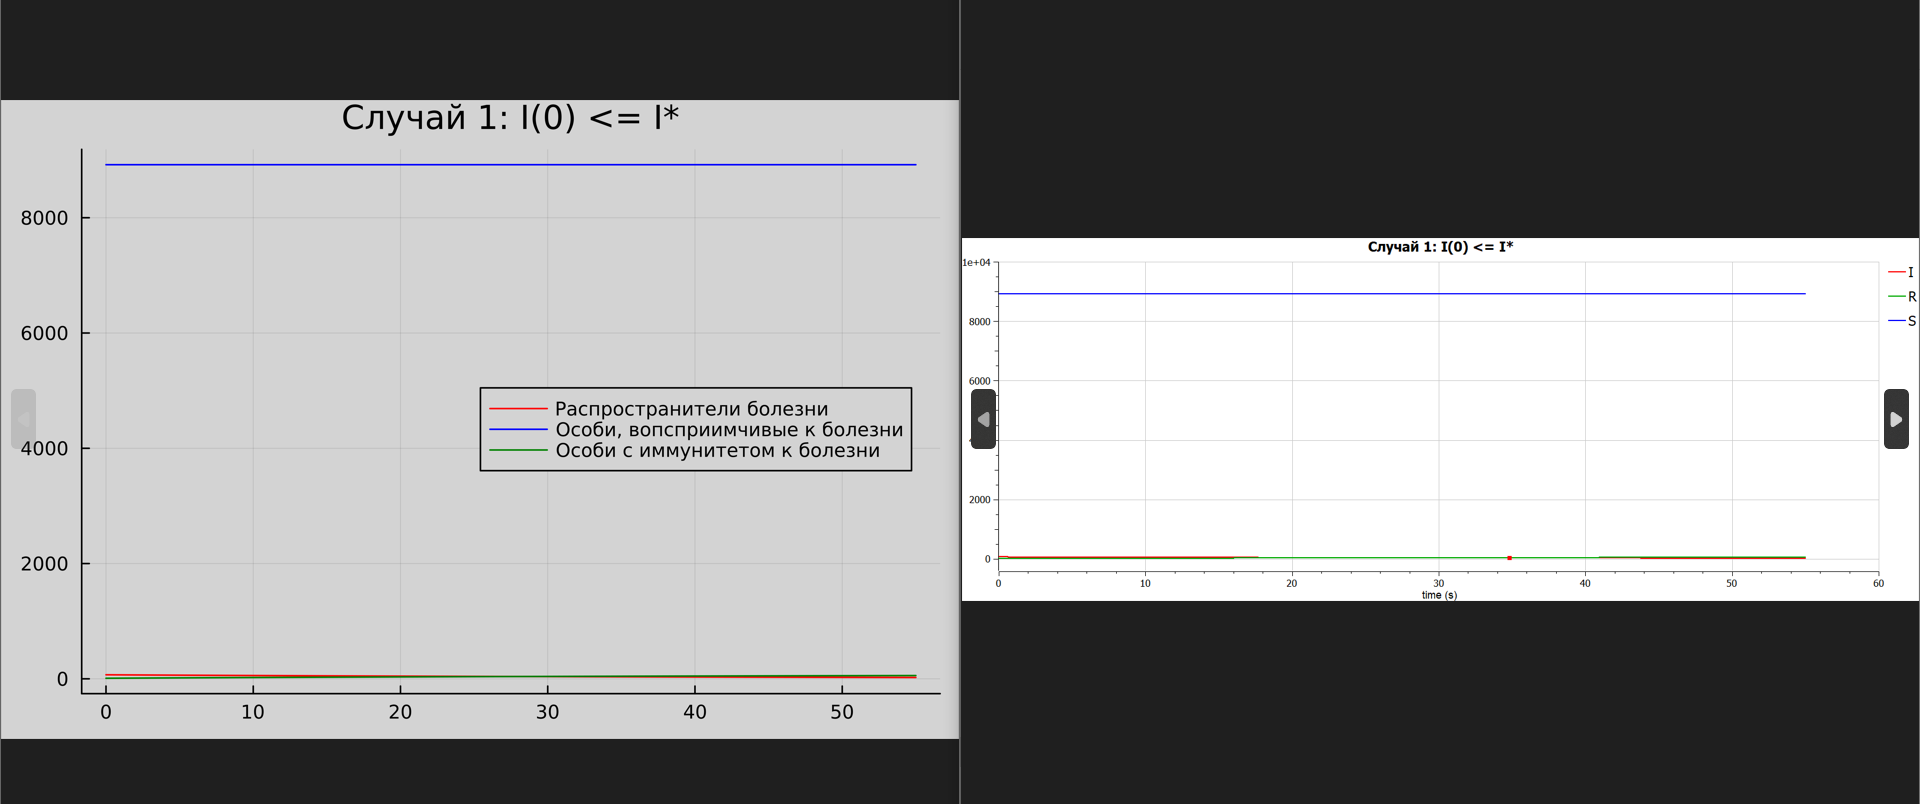 Случай 1: I(0) <= I*
8000
6000
4000
2000
0
0 10 20 30 40 50
Распространители болезни
Особи, вопсприимчивые к болезни
Особи с иммунитетом к болезни
Случай 1: I(0) <= I*
1e+04
8000
6000
2000
0
0 10 20 30 40 50 60
time (s)
I
R
S